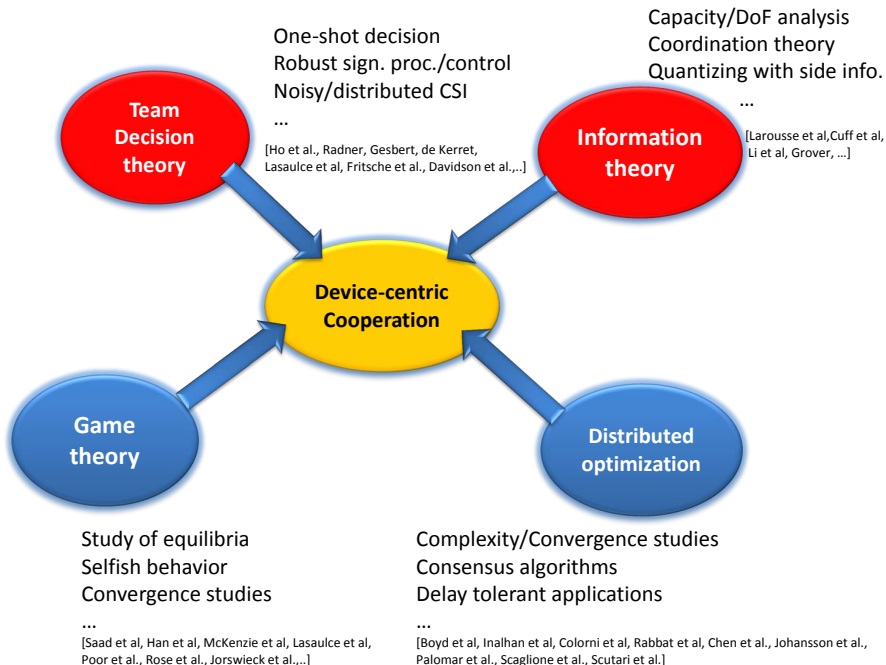 One-shot decision
Robust sign. proc./control
Noisy/distributed CSI
...
[Ho et al., Radner, Gesbert, de Kerret,
Lasaulce et al, Fritsche et al., Davidson et al.,..]
Capacity/DoF analysis
Coordination theory
Quantizing with side info.
...
[Larousse et al,Cuff et al,
Li et al, Grover, ...]
Team
Decision
theory
Information
theory
Device-centric
Cooperation
Game
theory
Distributed
optimization
Study of equilibria
Selfish behavior
Convergence studies
...
[Saad et al, Han et al, McKenzie et al, Lasaulce et al,
Poor et al., Rose et al., Jorswieck et al.,..]
Complexity/Convergence studies
Consensus algorithms
Delay tolerant applications
...
[Boyd et al, Inalhan et al, Colorni et al, Rabbat et al, Chen et al., Johansson et al.,
Palomar et al., Scaglione et al., Scutari et al.]